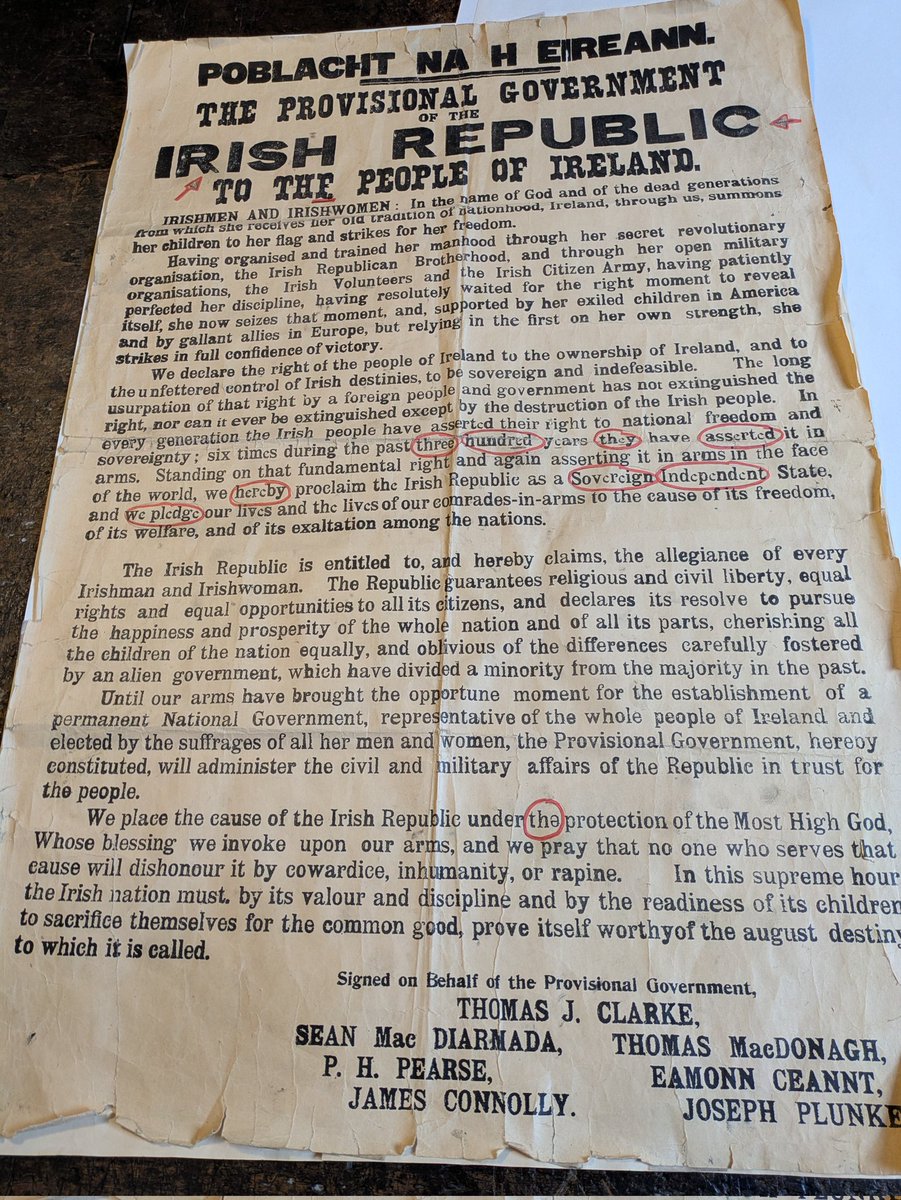 POBLACHT NA H EIREANN.
THE PROVISIONAL GOVERNMENT
OF THE
IRISH REPUBLIC
TO THE PEOPLE OF IRELAND.
IRISHMEN AND IRISHWOMEN : In the name of God and of the dead generations
from which she receives her old tradition of nationhood, Ireland, through us, summons
her children to her flag and strikes for her freedom.
Having organised and trained her manhood through her secret revolutionary
organisation, the Irish Republican Brotherhood, and through her open military
organisations, the Irish Volunteers and the Irish Citizen Army, having patiently
perfected her discipline, having resolutely waited for the right moment to reveal
itself, she now seizes that moment, and, supported by her exiled children in America
and by gallant allies in Europe, but relying in the first on her own strength, she
strikes in full confidence of victory.
We declare the right of the people of Ireland to the ownership of Ireland, and to
the unfettered control of Irish destinies, to be sovereign and indefeasible. The long
usurpation of that right by a foreign people and government has not extinguished the
right, nor can it ever be extinguished except by the destruction of the Irish people. In
every generation the Irish people have asserted their right to national freedom and
sovereignty ; six times during the past three hundred years they have asserted it in
arms. Standing on that fundamental right and again asserting it in arms in the face
of the world, we hereby proclaim the Irish Republic as a Sovereign Independent State,
and we pledge our lives and the lives of our comrades-in-arms to the cause of its freedom,
of its welfare, and of its exaltation among the nations.
The Irish Republic is entitled to, and hereby claims, the allegiance of every
Irishman and Irishwoman. The Republic guarantees religious and civil liberty, equal
rights and equal opportunities to all its citizens, and declares its resolve to pursue
the happiness and prosperity of the whole nation and of all its parts, cherishing all
the children of the nation equally, and oblivious of the differences carefully fostered
by an alien government, which have divided a minority from the majority in the past.
Until our arms have brought the opportune moment for the establishment of a
permanent National Government, representative of the whole people of Ireland and
elected by the suffrages of all her men and women, the Provisional Government, hereby
constituted, will administer the civil and military affairs of the Republic in trust for
the people.
We place the cause of the Irish Republic under the protection of the Most High God,
Whose blessing we invoke upon our arms, and we pray that no one who serves that
cause will dishonour it by cowardice, inhumanity, or rapine. In this supreme hour
the Irish nation must. by its valour and discipline and by the readiness of its children
to sacrifice themselves for the common good, prove itself worthyof the august destiny
to which it is called.
Signed on Behalf of the Provisional Government,
THOMAS J. CLARKE,
SEAN Mac DIARMADA, THOMAS MacDONAGH,
P. H. PEARSE, EAMONN CEANNT,
JAMES CONNOLLY. JOSEPH PLUNKE